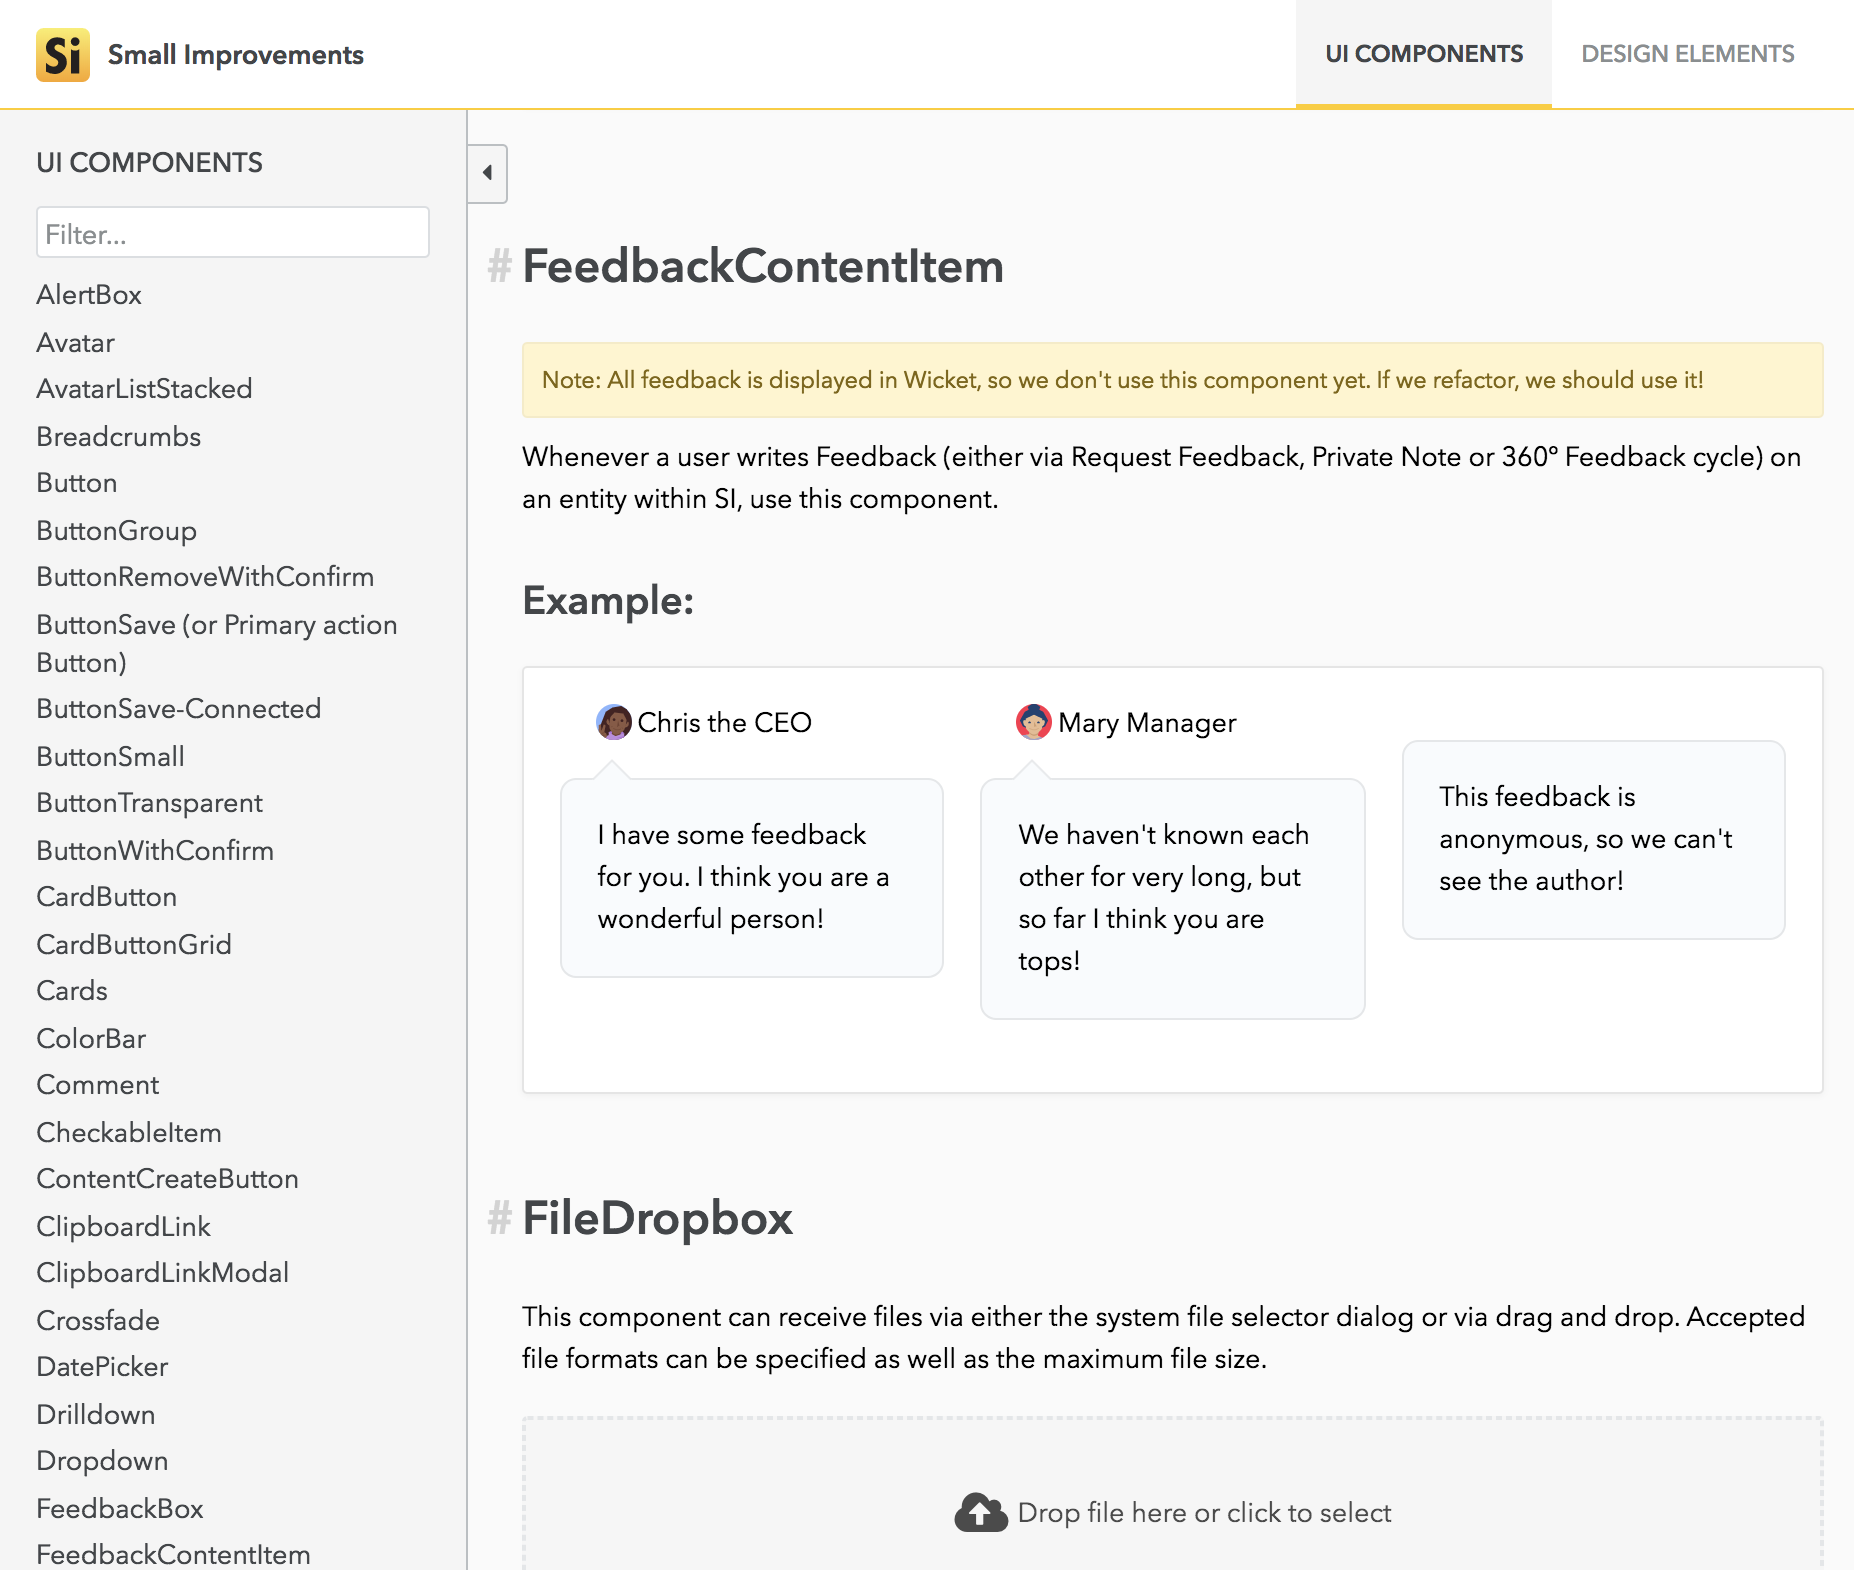 Si Small Improvements
UI COMPONENTS
DESIGN ELEMENTS
UI COMPONENTS
Filter...
AlertBox
Avatar
AvatarListStacked
Breadcrumbs
Button
ButtonGroup
ButtonRemoveWithConfirm
ButtonSave (or Primary action
Button)
ButtonSave-Connected
ButtonSmall
ButtonTransparent
ButtonWithConfirm
CardButton
CardButtonGrid
Cards
ColorBar
Comment
CheckableItem
ContentCreateButton
ClipboardLink
ClipboardLinkModal
Crossfade
DatePicker
Drilldown
Dropdown
FeedbackBox
FeedbackContentItem
# FeedbackContentItem
Note: All feedback is displayed in Wicket, so we don't use this component yet. If we refactor, we should use it!
Whenever a user writes Feedback (either via Request Feedback, Private Note or 360º Feedback cycle) on
an entity within SI, use this component.
Example:
Chris the CEO
I have some feedback
for you. I think you are a
wonderful person!
Mary Manager
We haven't known each
other for very long, but
so far I think you are
tops!
This feedback is
anonymous, so we can't
see the author!
# FileDropbox
This component can receive files via either the system file selector dialog or via drag and drop. Accepted
file formats can be specified as well as the maximum file size.
Drop file here or click to select